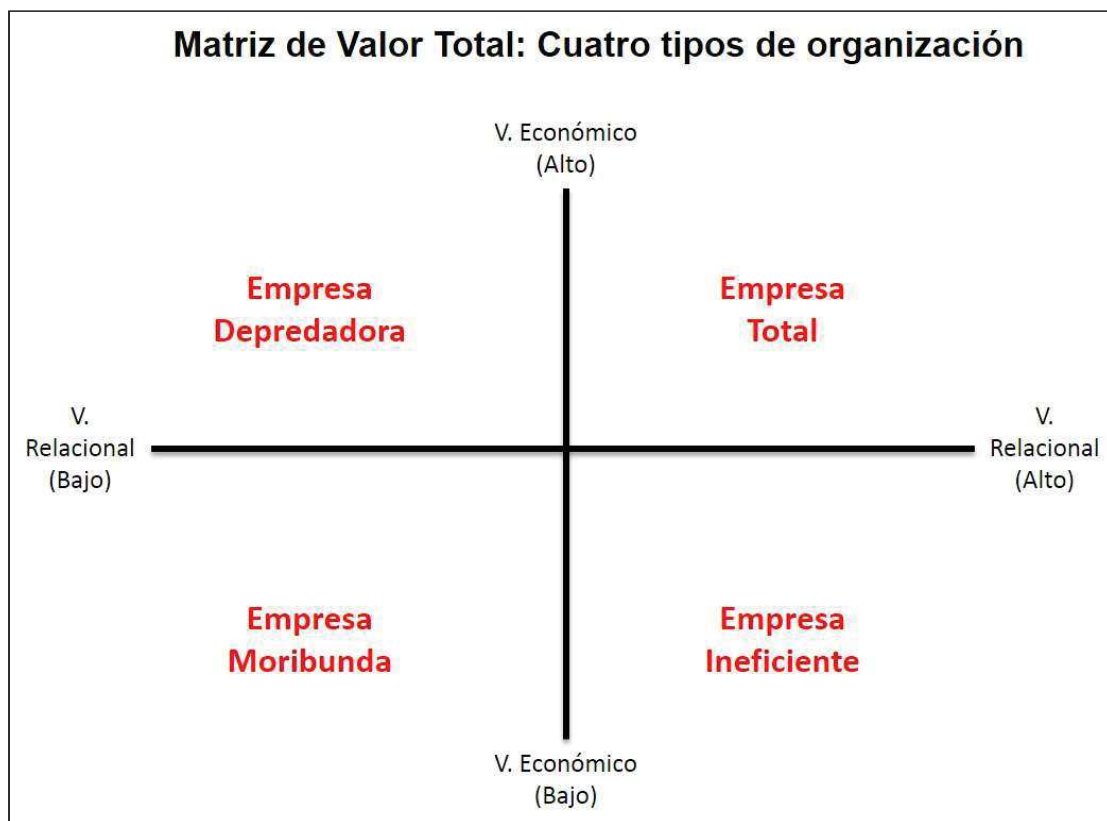 Matriz de Valor Total: Cuatro tipos de organización
V. Económico
(Alto)
Empresa
Depredadora
Empresa
Total
V.
Relacional
(Bajo)
V.
Relacional
(Alto)
Empresa
Moribunda
Empresa
Ineficiente
V. Económico
(Bajo)